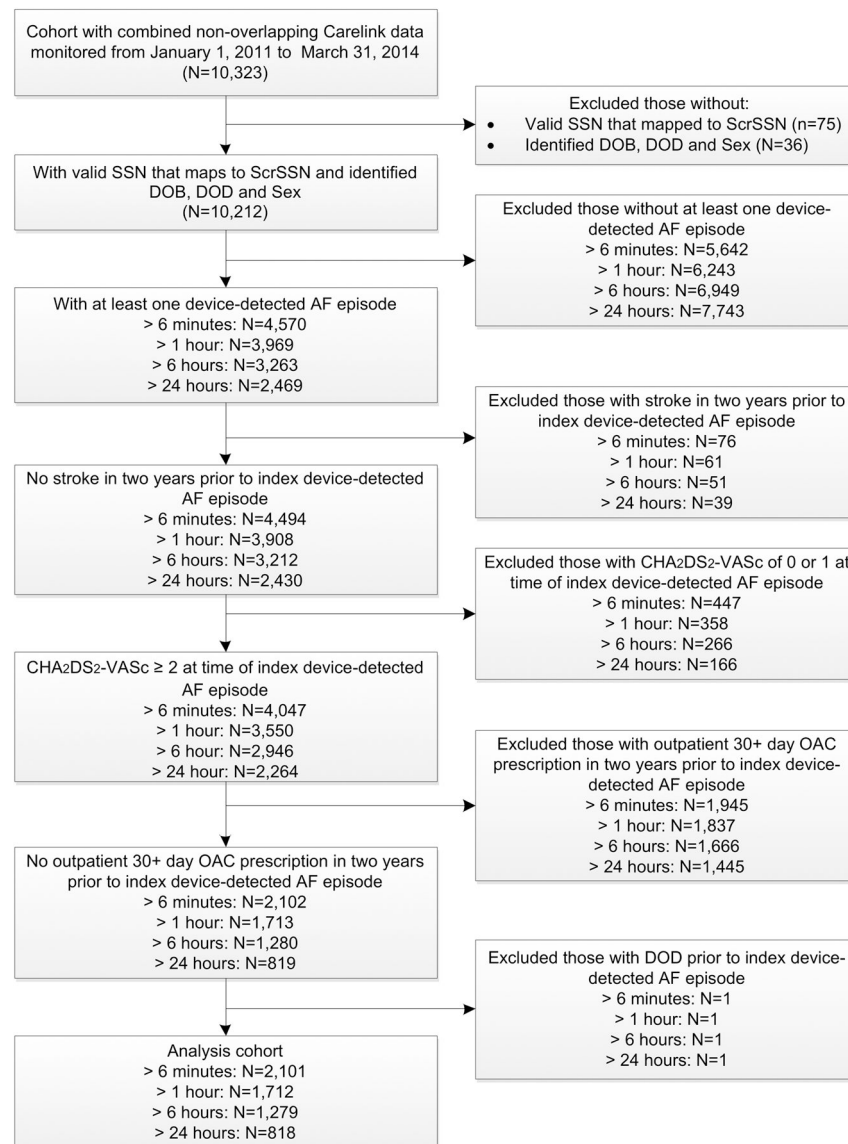 Cohort with combined non-overlapping Carelink data
monitored from January 1, 2011 to March 31, 2014
(N=10,323)
Excluded those without:
• Valid SSN that mapped to ScrSSN (n=75)
• Identified DOB, DOD and Sex (N=36)
With valid SSN that maps to ScrSSN and identified
DOB, DOD and Sex
(N=10,212)
Excluded those without at least one device-
detected AF episode
> 6 minutes: N=5,642
> 1 hour: N=6,243
> 6 hours: N=6,949
> 24 hours: N=7,743
With at least one device-detected AF episode
> 6 minutes: N=4,570
> 1 hour: N=3,969
> 6 hours: N=3,263
> 24 hours: N=2,469
Excluded those with stroke in two years prior to
index device-detected AF episode
> 6 minutes: N=76
> 1 hour: N=61
> 6 hours: N=51
> 24 hours: N=39
No stroke in two years prior to index device-detected
AF episode
> 6 minutes: N=4,494
> 1 hour: N=3,908
> 6 hours: N=3,212
> 24 hours: N=2,430
Excluded those with CHA2DS2-VASc of 0 or 1 at
time of index device-detected AF episode
> 6 minutes: N=447
> 1 hour: N=358
> 6 hours: N=266
> 24 hours: N=166
CHA2DS2-VASc ≥ 2 at time of index device-detected
AF episode
> 6 minutes: N=4,047
> 1 hour: N=3,550
> 6 hour: N=2,946
> 24 hour: N=2,264
Excluded those with outpatient 30+ day OAC
prescription in two years prior to index device-
detected AF episode
> 6 minutes: N=1,945
> 1 hour: N=1,837
> 6 hours: N=1,666
> 24 hours: N=1,445
No outpatient 30+ day OAC prescription in two years
prior to index device-detected AF episode
> 6 minutes: N=2,102
> 1 hour: N=1,713
> 6 hours: N=1,280
> 24 hours: N=819
Excluded those with DOD prior to index device-
detected AF episode
> 6 minutes: N=1
> 1 hour: N=1
> 6 hours: N=1
> 24 hours: N=1
Analysis cohort
> 6 minutes: N=2,101
> 1 hour: N=1,712
> 6 hours: N=1,279
> 24 hours: N=818